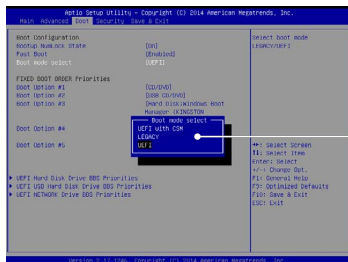 Aptio Setup Utility - Copyright (C) 2014 American Megatrends, Inc.
Main Advanced Boot Security Save & Exit
Boot Configuration
Bootup NumLock State [On]
Fast Boot [Enabled]
Boot mode select [UEFI]
FIXED BOOT ORDER Priorities
Boot Option #1 [CD/DVD]
Boot Option #2 [USB CD/DVD]
Boot Option #3 [Hard Disk:Windows Boot Manager (KINGSTON
Boot Option #4
Boot Option #5
Boot mode select
UEFI with CSM
LEGACY
UEFI
UEFI Hard Disk Drive BBS Priorities
UEFI USB Hard Disk Drive BBS Priorities
UEFI NETWORK Drive BBS Priorities
Select boot mode
LEGACY/UEFI
→←: Select Screen
↑↓: Select Item
Enter: Select
+/-: Change Opt.
F1: General Help
F9: Optimized Defaults
F10: Save & Exit
ESC: Exit
Version 2.17.1246. Copyright (C) 2014 American Megatrends, Inc.